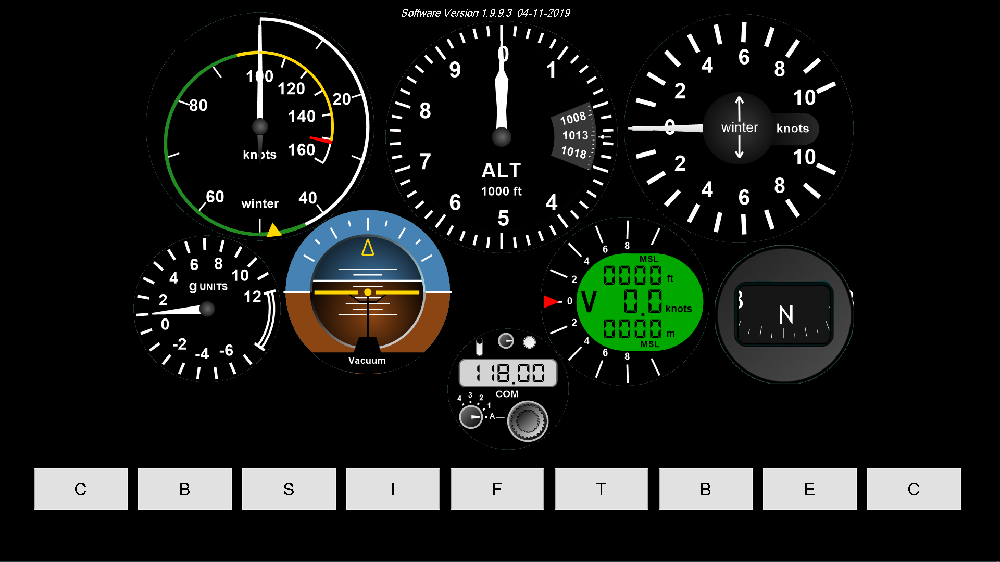 Software Version 1.9.9.3 04-11-2019
100
120
140
160
20
40
60
80
knots
winter
0
1
4
5
6
7
8
9
1008
1013
1018
ALT
1000 ft
0
2
4
6
8
10
10
8
6
4
2
winter
knots
12
10
8
6
4
2
0
-2
-4
-6
g UNITS
Vacuum
8
6
4
2
0
2
4
6
8
MSL
0000 ft
V 0.0 knots
0000 m
MSL
N
118.00
COM
4 3 2 1 A
C B S I F T B E C